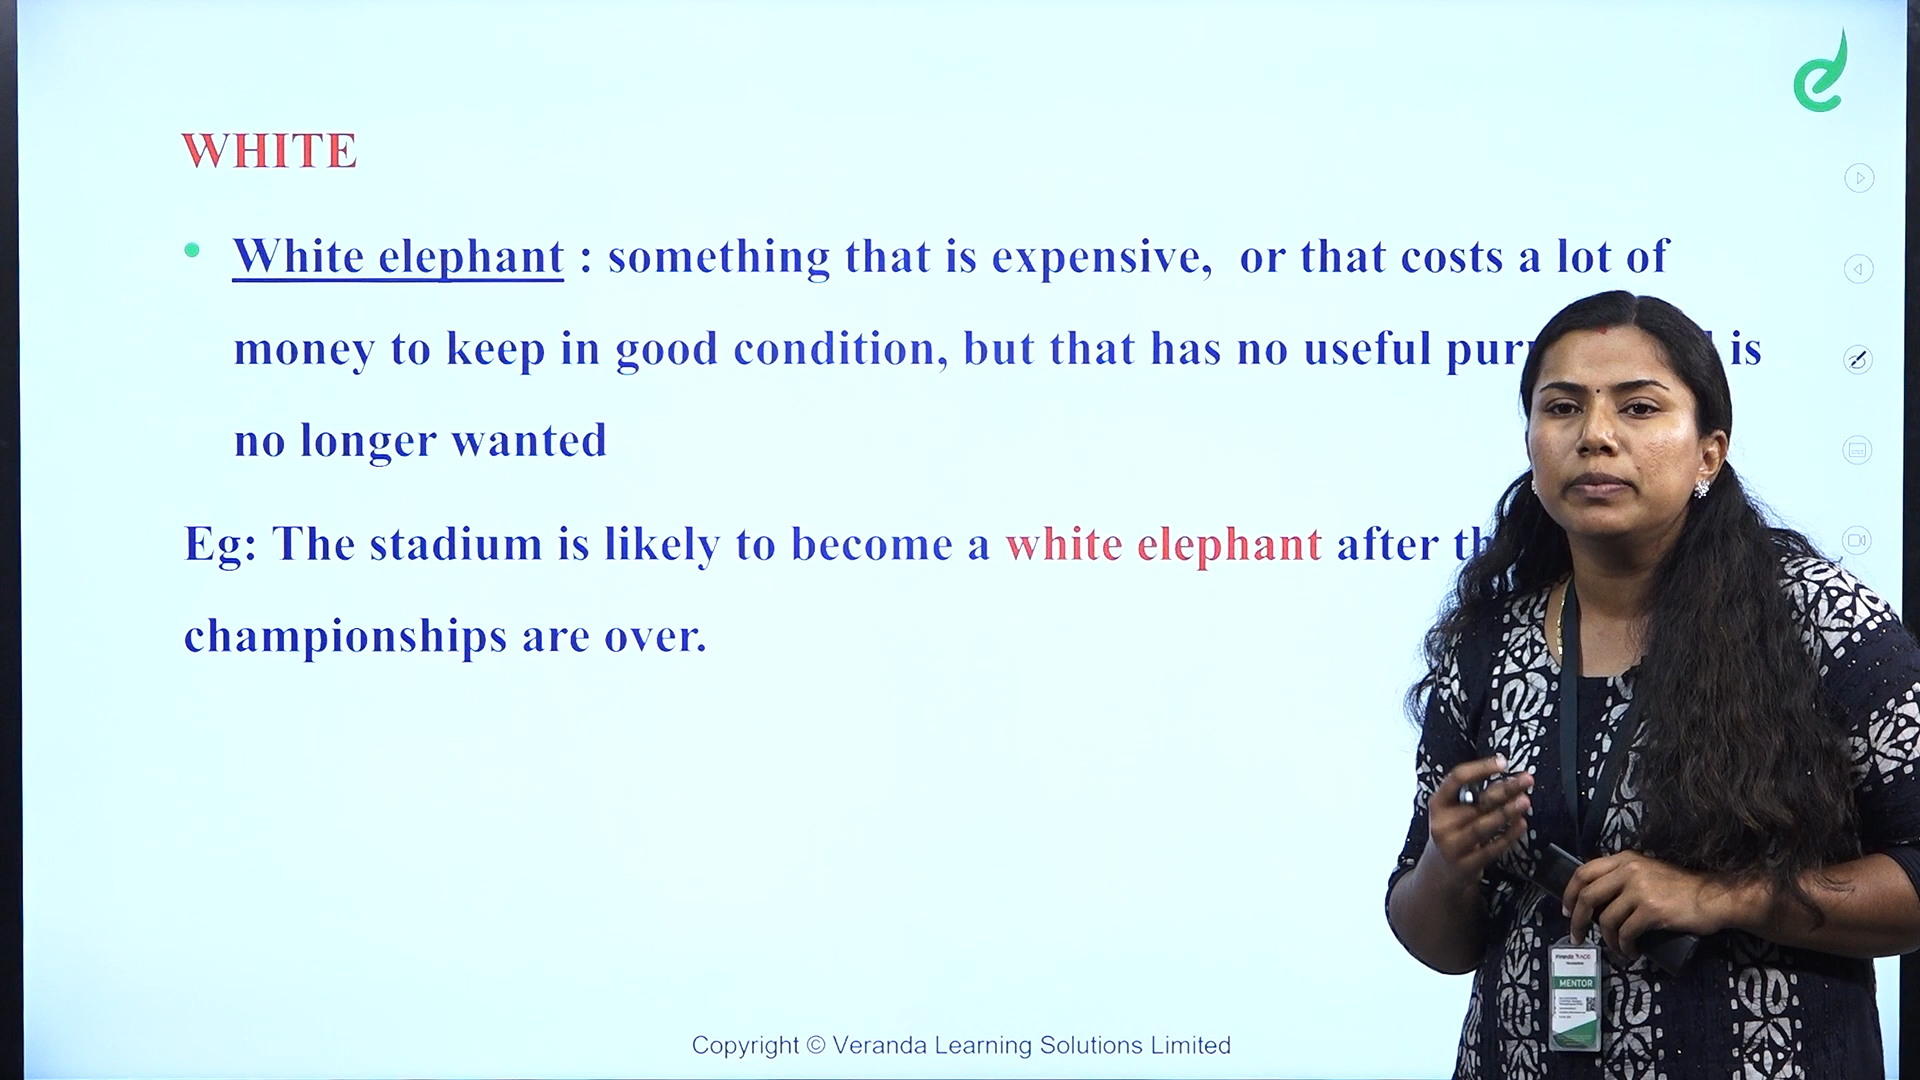 WHITE
White elephant : something that is expensive, or that costs a lot of
money to keep in good condition, but that has no useful is
no longer wanted
Eg: The stadium is likely to become a white elephant after
championships are over.
MENTOR
Copyright © Veranda Learning Solutions Limited